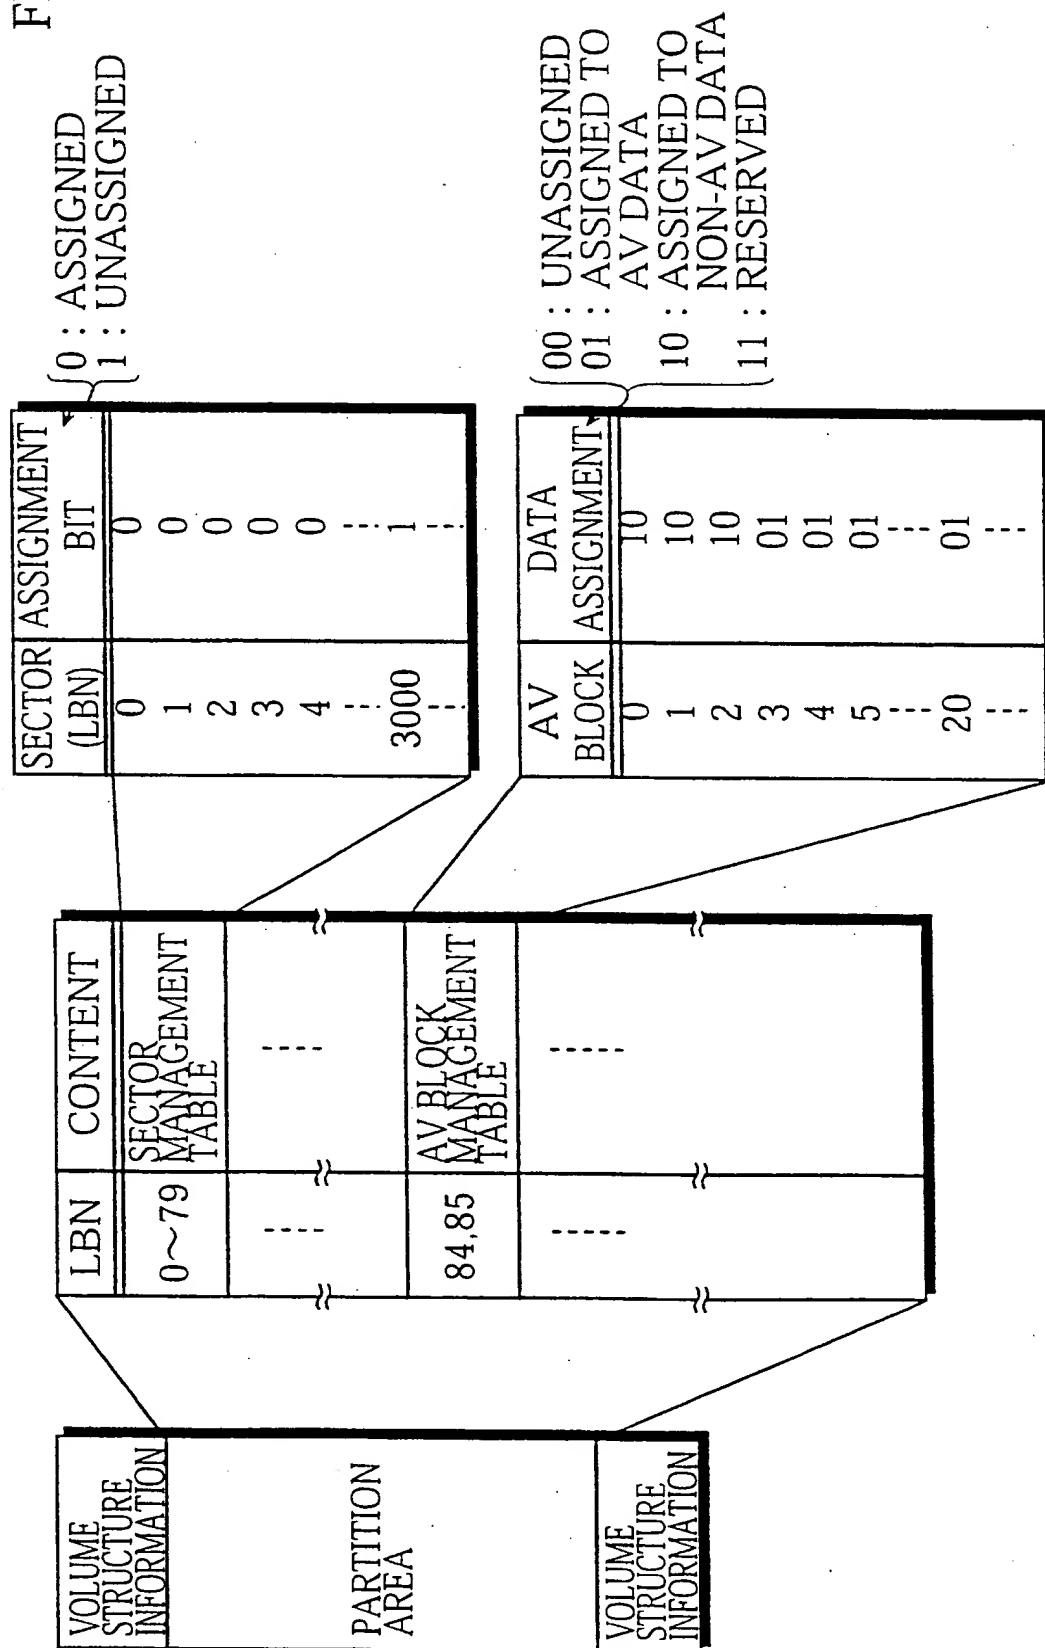 F
VOLUME
STRUCTURE
INFORMATION
PARTITION
AREA
VOLUME
STRUCTURE
INFORMATION
LBN CONTENT
0~79 SECTOR
MANAGEMENT
TABLE
-----
-----
84,85 AV BLOCK
MANAGEMENT
TABLE
-----
-----
SECTOR ASSIGNMENT
(LBN) BIT
0 0
1 0
2 0
3 0
4 0
--- ---
3000 1
--- ---
0 : ASSIGNED
1 : UNASSIGNED
AV DATA
BLOCK ASSIGNMENT
0 10
1 10
2 10
3 01
4 01
5 01
--- ---
20 01
--- ---
00 : UNASSIGNED
01 : ASSIGNED TO
AV DATA
10 : ASSIGNED TO
NON-AV DATA
11 : RESERVED